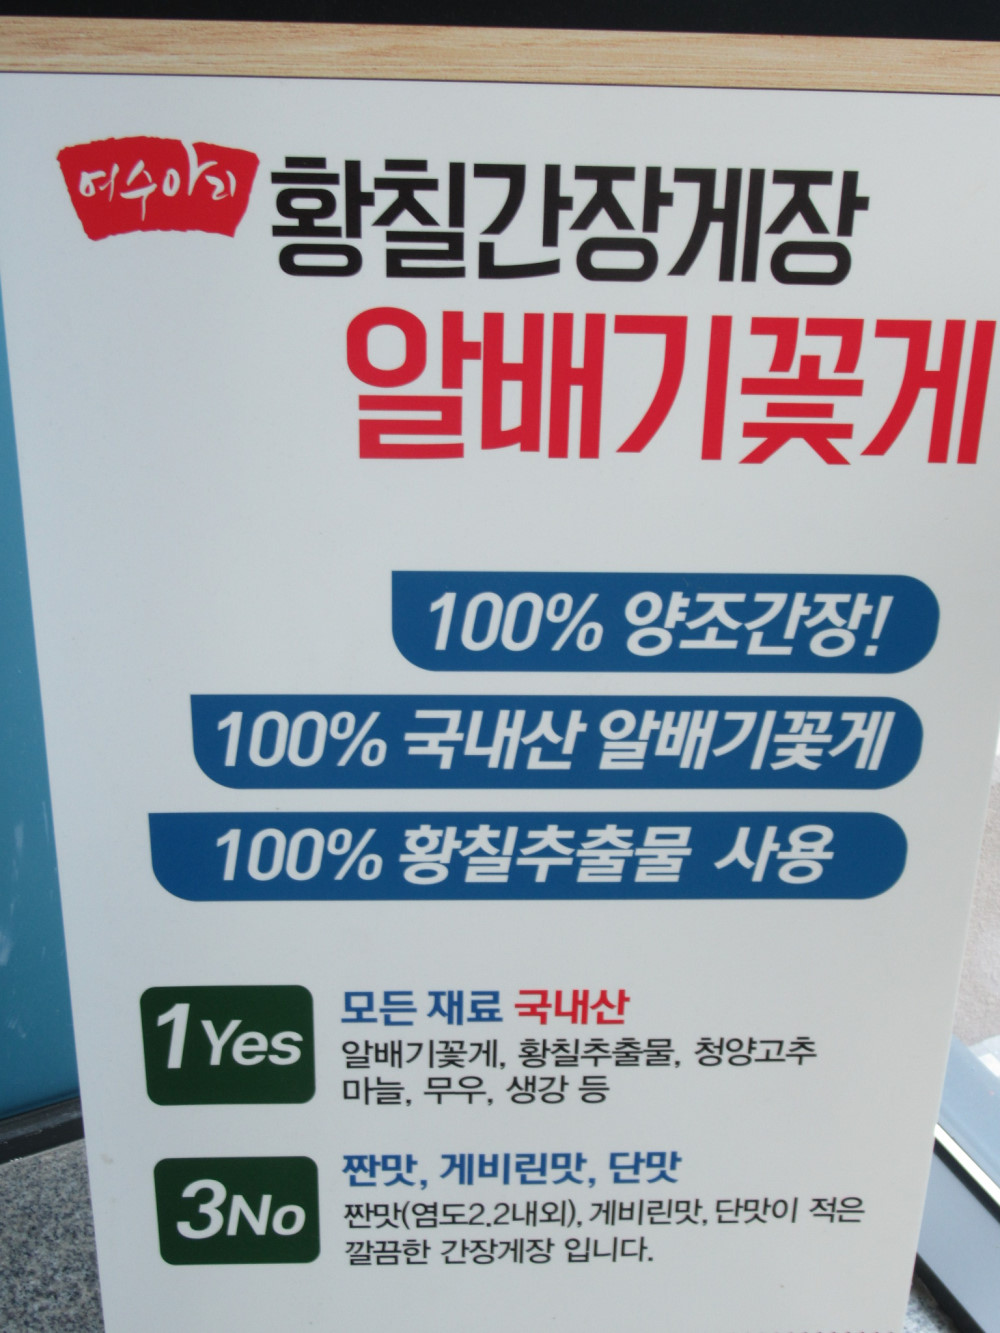 여수아라 황칠간장게장
알배기꽃게
100% 양조간장!
100% 국내산 알배기꽃게
100% 황칠추출물 사용
1 Yes
모든 재료 국내산
알배기꽃게, 황칠추출물, 청양고추
마늘, 무우, 생강 등
3 No
짠맛, 게비린맛, 단맛
짠맛(염도2.2내외), 게비린맛, 단맛이 적은
깔끔한 간장게장 입니다.